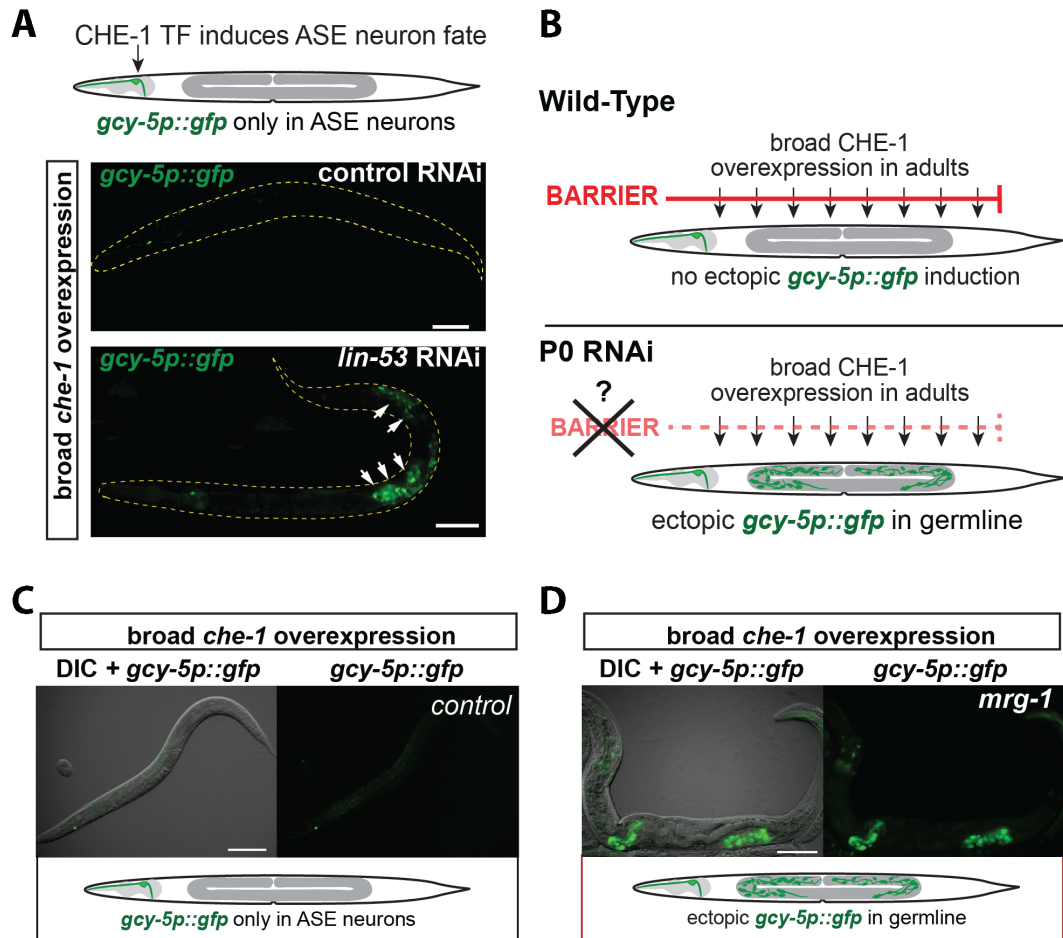 A
CHE-1 TF induces ASE neuron fate
gcy-5p::gfp only in ASE neurons
broad che-1 overexpression
gcy-5p::gfp
control RNAi
gcy-5p::gfp
lin-53 RNAi
B
Wild-Type
broad CHE-1
overexpression in adults
BARRIER
no ectopic gcy-5p::gfp induction
P0 RNAi
broad CHE-1
overexpression in adults
?
BARRIER
ectopic gcy-5p::gfp in germline
C
broad che-1 overexpression
DIC + gcy-5p::gfp
gcy-5p::gfp
control
gcy-5p::gfp only in ASE neurons
D
broad che-1 overexpression
DIC + gcy-5p::gfp
gcy-5p::gfp
mrg-1
ectopic gcy-5p::gfp in germline